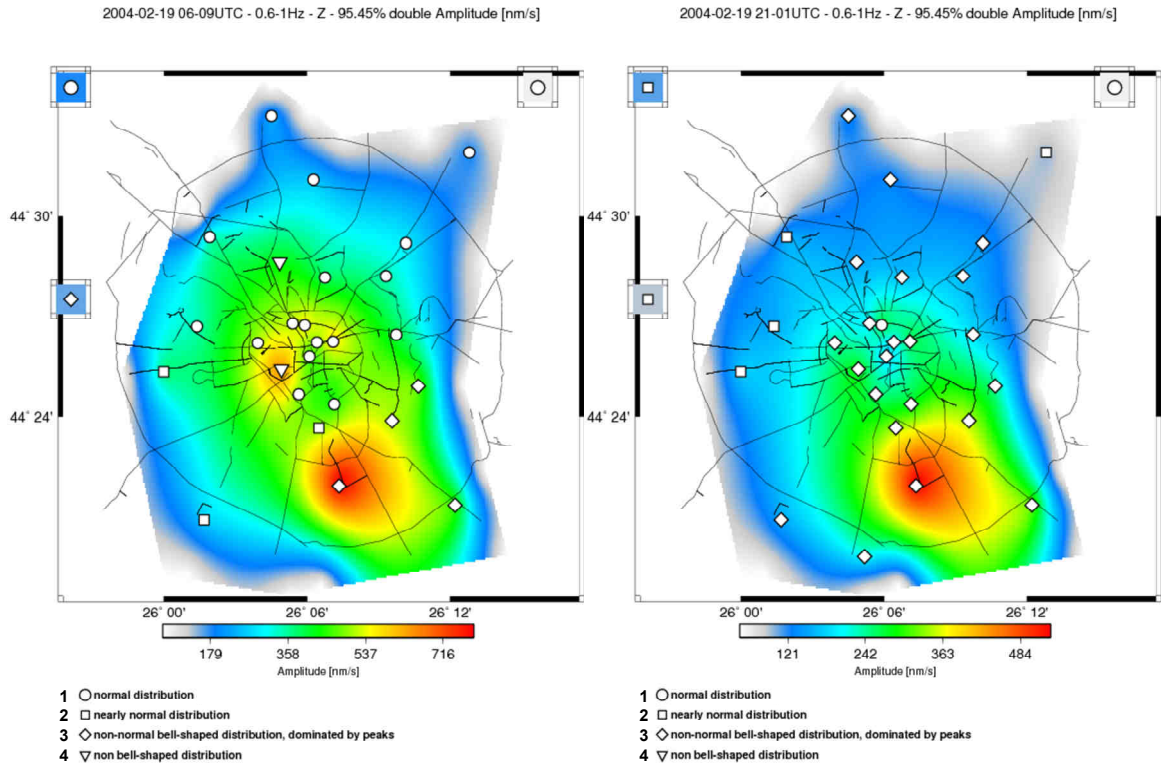 2004-02-19 06-09UTC - 0.6-1Hz - Z - 95.45% double Amplitude [nm/s]
2004-02-19 21-01UTC - 0.6-1Hz - Z - 95.45% double Amplitude [nm/s]
44° 30'
44° 30'
44° 24'
44° 24'
26° 00' 26° 06' 26° 12'
26° 00' 26° 06' 26° 12'
179 358 537 716
121 242 363 484
Amplitude [nm/s]
Amplitude [nm/s]
1 normal distribution
2 nearly normal distribution
3 non-normal bell-shaped distribution, dominated by peaks
4 non bell-shaped distribution
1 normal distribution
2 nearly normal distribution
3 non-normal bell-shaped distribution, dominated by peaks
4 non bell-shaped distribution